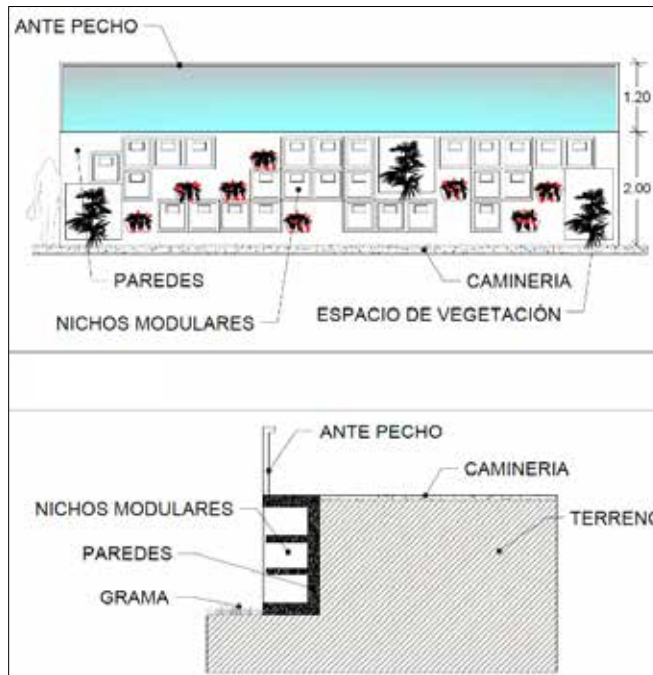 ANTE PECHO
1.20
2.00
PAREDES
CAMINERIA
NICHOS MODULARES
ESPACIO DE VEGETACIÓN
ANTE PECHO
CAMINERIA
NICHOS MODULARES
TERRENO
PAREDES
GRAMA